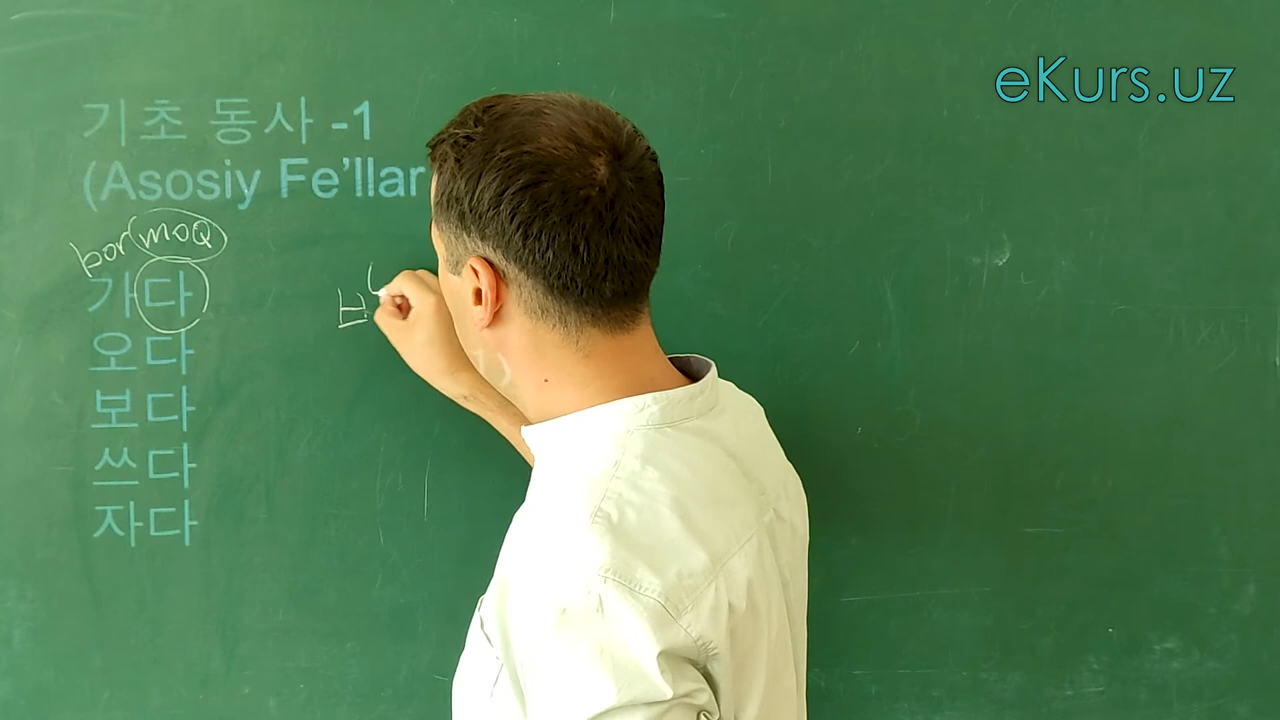 eKurs.uz
기초 동사 -1
(Asosiy Fe'llar
bor(moq)
가다
오다
보다
쓰다
자다